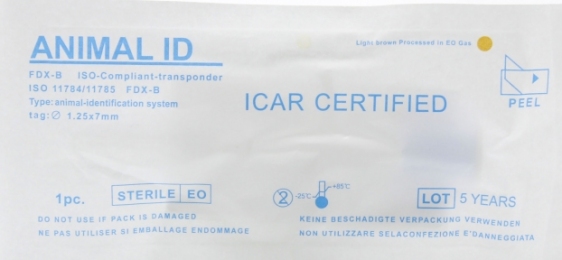 ANIMAL ID
Light brown Processed in EO Gas
FDX-B ISO-Compliant-transponder
ISO 11784/11785 FDX-B
Type:animal-identification system
tag:∅ 1.25x7mm
ICAR CERTIFIED
PEEL
1pc. STERILE EO
2 -25°C +85°C
LOT 5 YEARS
DO NOT USE IF PACK IS DAMAGED
NE PAS UTILISER SI EMBALLAGE ENDOMMAGE
KEINE BESCHADIGTE VERPACKUNG VERWENDER
NON UTILIZZARE SELACONFEZIONE E'DANNEGGIATA